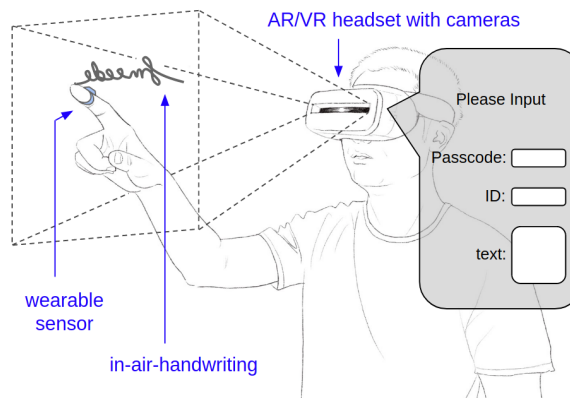 AR/VR headset with cameras
Please Input
Passcode:
ID:
text:
wearable
sensor
in-air-handwriting